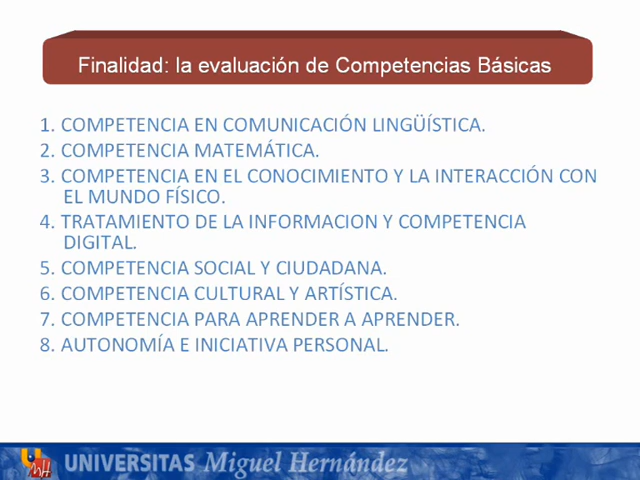 Finalidad: la evaluación de Competencias Básicas
1. COMPETENCIA EN COMUNICACIÓN LINGÜÍSTICA.
2. COMPETENCIA MATEMÁTICA.
3. COMPETENCIA EN EL CONOCIMIENTO Y LA INTERACCIÓN CON
EL MUNDO FÍSICO.
4. TRATAMIENTO DE LA INFORMACION Y COMPETENCIA
DIGITAL.
5. COMPETENCIA SOCIAL Y CIUDADANA.
6. COMPETENCIA CULTURAL Y ARTÍSTICA.
7. COMPETENCIA PARA APRENDER A APRENDER.
8. AUTONOMÍA E INICIATIVA PERSONAL.
UNIVERSITAS Miguel Hernández